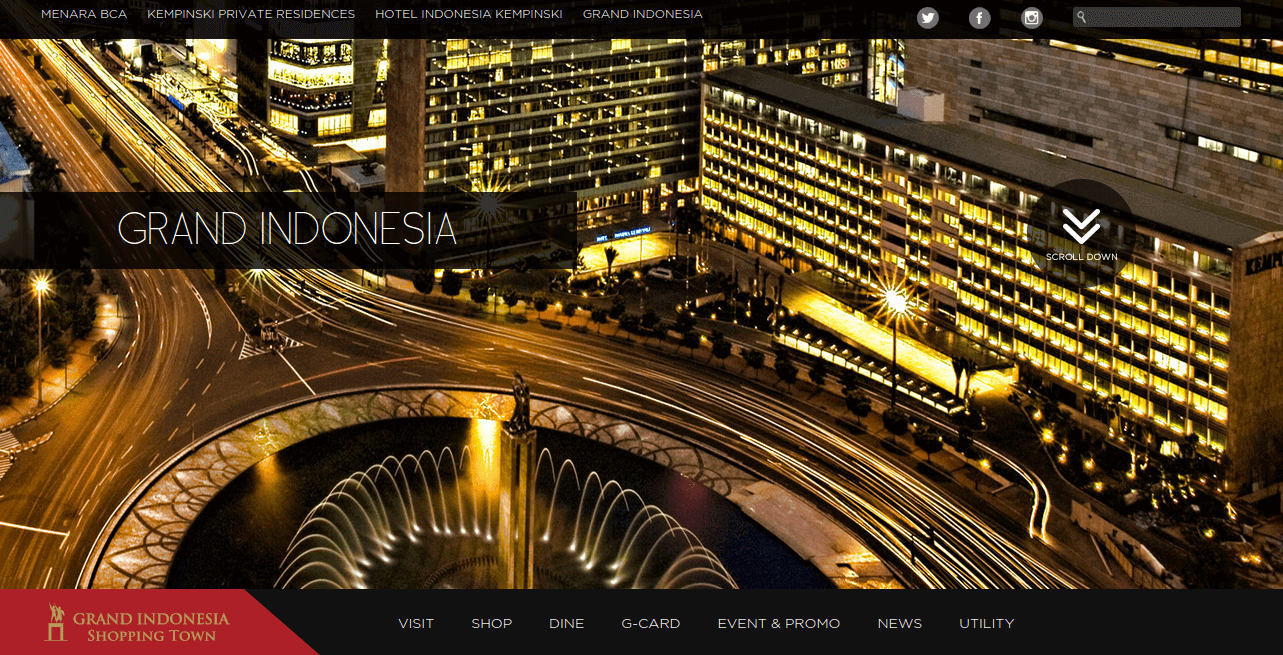 MENARA BCA KEMPINSKI PRIVATE RESIDENCES HOTEL INDONESIA KEMPINSKI GRAND INDONESIA
GRAND INDONESIA
SCROLL DOWN
GRAND INDONESIA
SHOPPING TOWN
VISIT SHOP DINE G-CARD EVENT & PROMO NEWS UTILITY